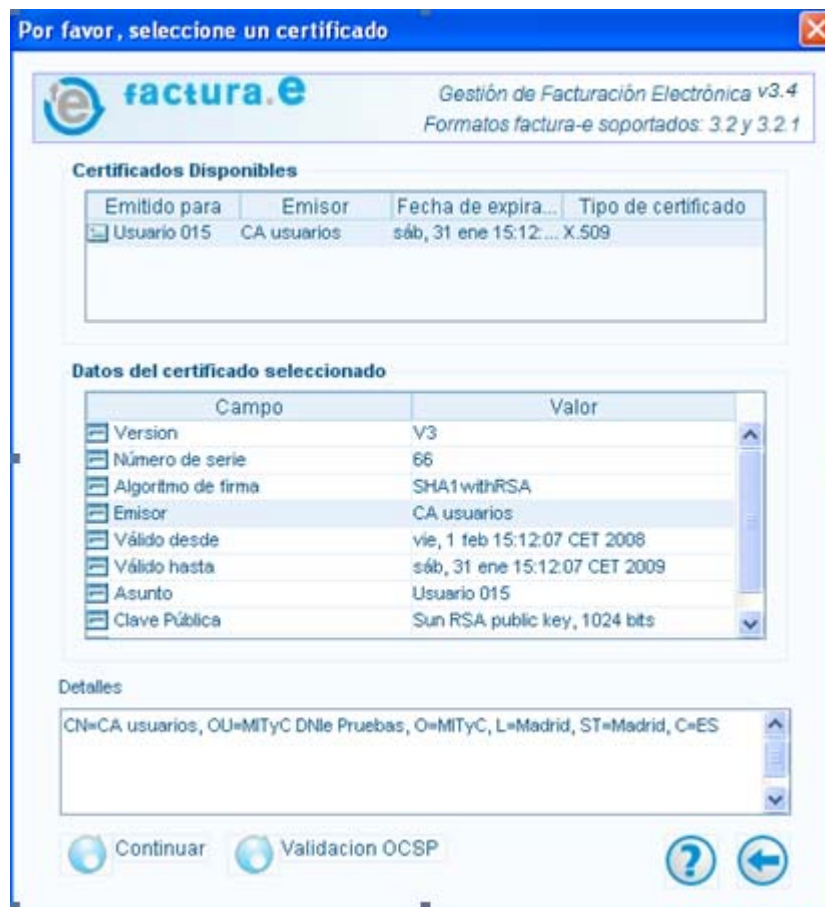 Por favor, seleccione un certificado
factura.e
Gestión de Facturación Electrónica v3.4
Formatos factura-e soportados: 3.2 y 3.2.1
Certificados Disponibles
Emitido para Emisor Fecha de expira... Tipo de certificado
Usuario 015 CA usuarios sáb, 31 ene 15:12:... X.509
Datos del certificado seleccionado
Campo Valor
Version V3
Número de serie 66
Algoritmo de firma SHA1withRSA
Emisor CA usuarios
Válido desde vie, 1 feb 15:12:07 CET 2008
Válido hasta sáb, 31 ene 15:12:07 CET 2009
Asunto Usuario 015
Clave Pública Sun RSA public key, 1024 bits
Detalles
CN=CA usuarios, OU=MITyC DNIe Pruebas, O=MITyC, L=Madrid, ST=Madrid, C=ES
Continuar Validacion OCSP ?